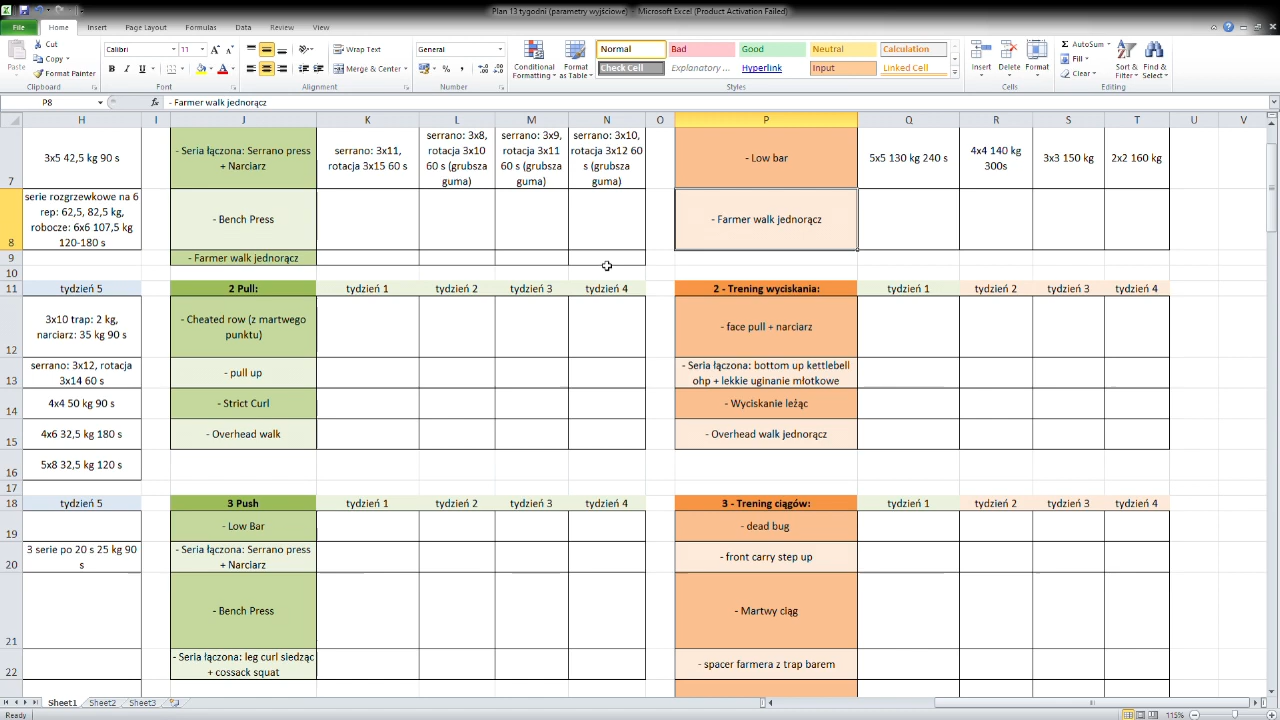 Plan 13 tygodni (parametry wyjściowe) - Microsoft Excel (Product Activation Failed)
File Home Insert Page Layout Formulas Data Review View
Paste
Cut
Copy
Format Painter
Clipboard
Calibri 11
B I U
Font
Wrap Text
Merge & Center
Alignment
General
Number
Conditional Formatting
Format as Table
Normal Bad Good Neutral Calculation
Check Cell Explanatory ... Hyperlink Input Linked Cell
Styles
Insert Delete Format
Cells
AutoSum
Fill
Clear
Sort & Filter
Find & Select
Editing
P8 fx - Farmer walk jednorącz
H I J K L M N O P Q R S T U V
7
3x5 42,5 kg 90 s
- Seria łączona: Serrano press
+ Narciarz
serrano: 3x11,
rotacja 3x15 60 s
serrano: 3x8,
rotacja 3x10
60 s (grubsza
guma)
serrano: 3x9,
rotacja 3x11
60 s (grubsza
guma)
serrano: 3x10,
rotacja 3x12 60
s (grubsza
guma)
- Low bar
5x5 130 kg 240 s
4x4 140 kg
300s
3x3 150 kg
2x2 160 kg
8
serie rozgrzewkowe na 6
rep: 62,5, 82,5 kg,
robocze: 6x6 107,5 kg
120-180 s
- Bench Press
- Farmer walk jednorącz
9
- Farmer walk jednorącz
10
11 tydzień 5 2 Pull: tydzień 1 tydzień 2 tydzień 3 tydzień 4 2 - Trening wyciskania: tydzień 1 tydzień 2 tydzień 3 tydzień 4
12
3x10 trap: 2 kg,
narciarz: 35 kg 90 s
- Cheated row (z martwego
punktu)
- face pull + narciarz
13
serrano: 3x12, rotacja
3x14 60 s
- pull up
- Seria łączona: bottom up kettlebell
ohp + lekkie uginanie młotkowe
14 4x4 50 kg 90 s - Strict Curl - Wyciskanie leżąc
15 4x6 32,5 kg 180 s - Overhead walk - Overhead walk jednorącz
16 5x8 32,5 kg 120 s
17
18 tydzień 5 3 Push tydzień 1 tydzień 2 tydzień 3 tydzień 4 3 - Trening ciągów: tydzień 1 tydzień 2 tydzień 3 tydzień 4
19 - Low Bar - dead bug
20
3 serie po 20 s 25 kg 90
s
- Seria łączona: Serrano press
+ Narciarz
- front carry step up
21 - Bench Press - Martwy ciąg
22
- Seria łączona: leg curl siedząc
+ cossack squat
- spacer farmera z trap barem
Sheet1 Sheet2 Sheet3
Ready 115%